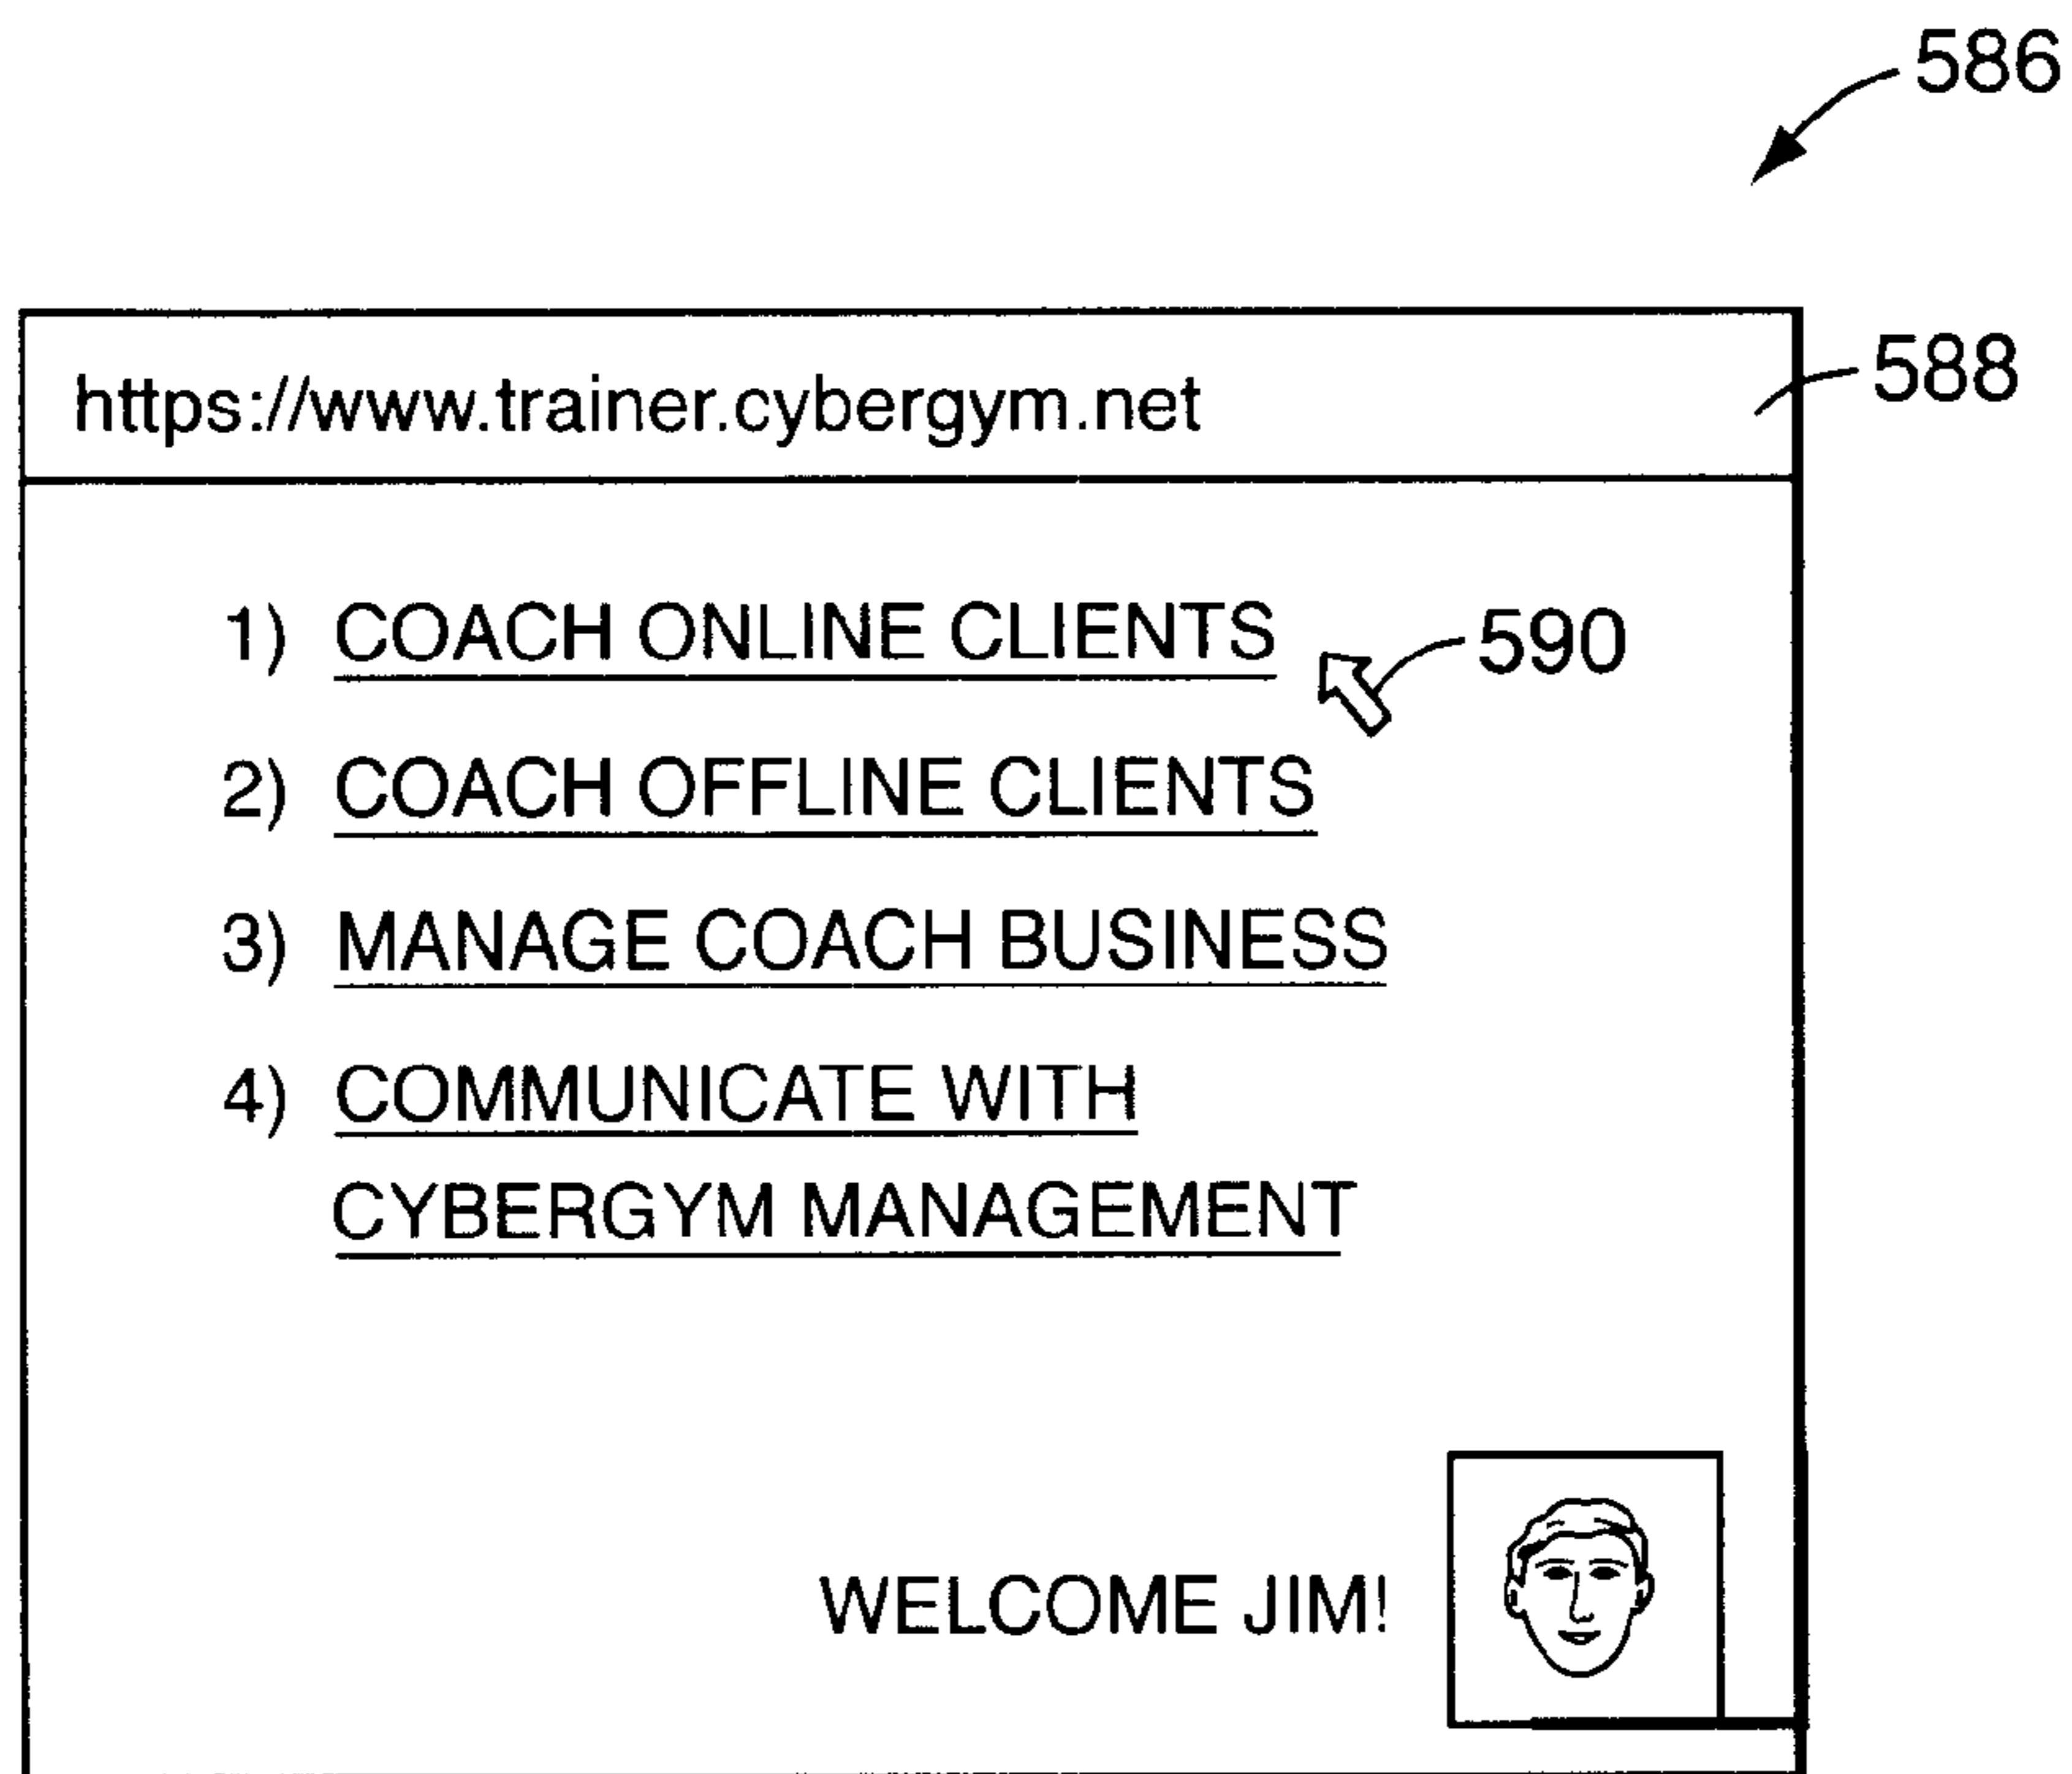 586
https://www.trainer.cybergym.net
588
1) COACH ONLINE CLIENTS
590
2) COACH OFFLINE CLIENTS
3) MANAGE COACH BUSINESS
4) COMMUNICATE WITH
CYBERGYM MANAGEMENT
WELCOME JIM!